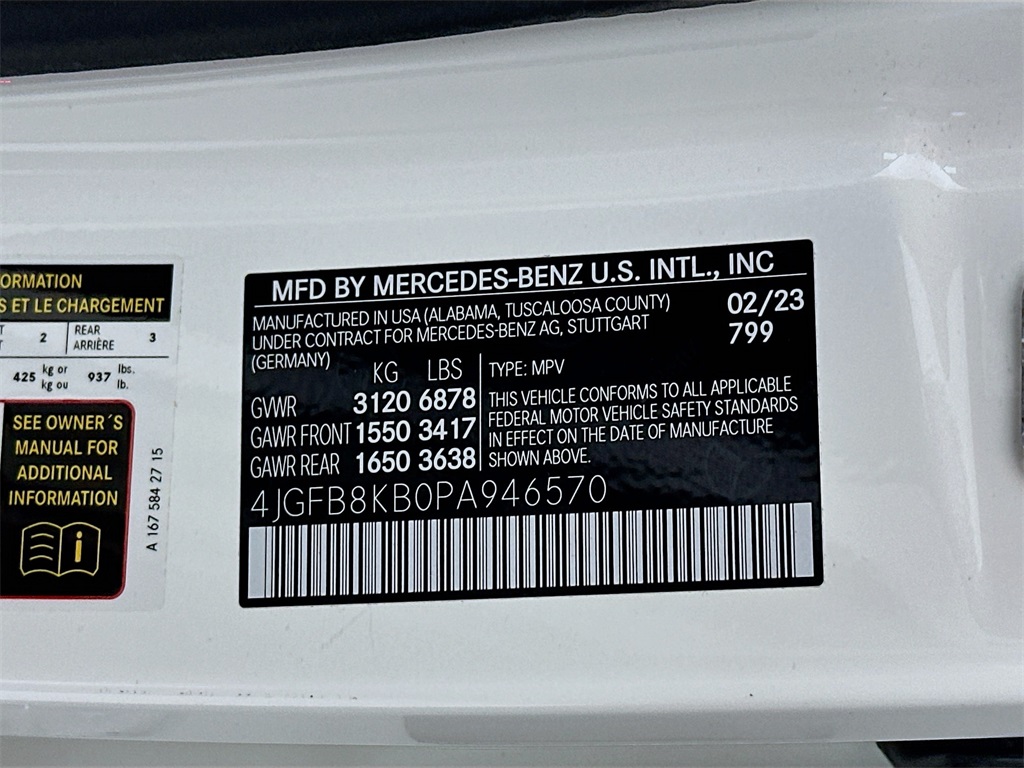 ORMATION
S ET LE CHARGEMENT
T 2 REAR 3
T ARRIÈRE
425 kg or 937 lbs.
kg ou lb.
SEE OWNER´S
MANUAL FOR
ADDITIONAL
INFORMATION
i
A 167 584 27 15
MFD BY MERCEDES-BENZ U.S. INTL., INC
MANUFACTURED IN USA (ALABAMA, TUSCALOOSA COUNTY)
UNDER CONTRACT FOR MERCEDES-BENZ AG, STUTTGART
(GERMANY)
02/23
799
KG LBS
GVWR 3120 6878
GAWR FRONT 1550 3417
GAWR REAR 1650 3638
TYPE: MPV
THIS VEHICLE CONFORMS TO ALL APPLICABLE
FEDERAL MOTOR VEHICLE SAFETY STANDARDS
IN EFFECT ON THE DATE OF MANUFACTURE
SHOWN ABOVE.
4JGFB8KB0PA946570